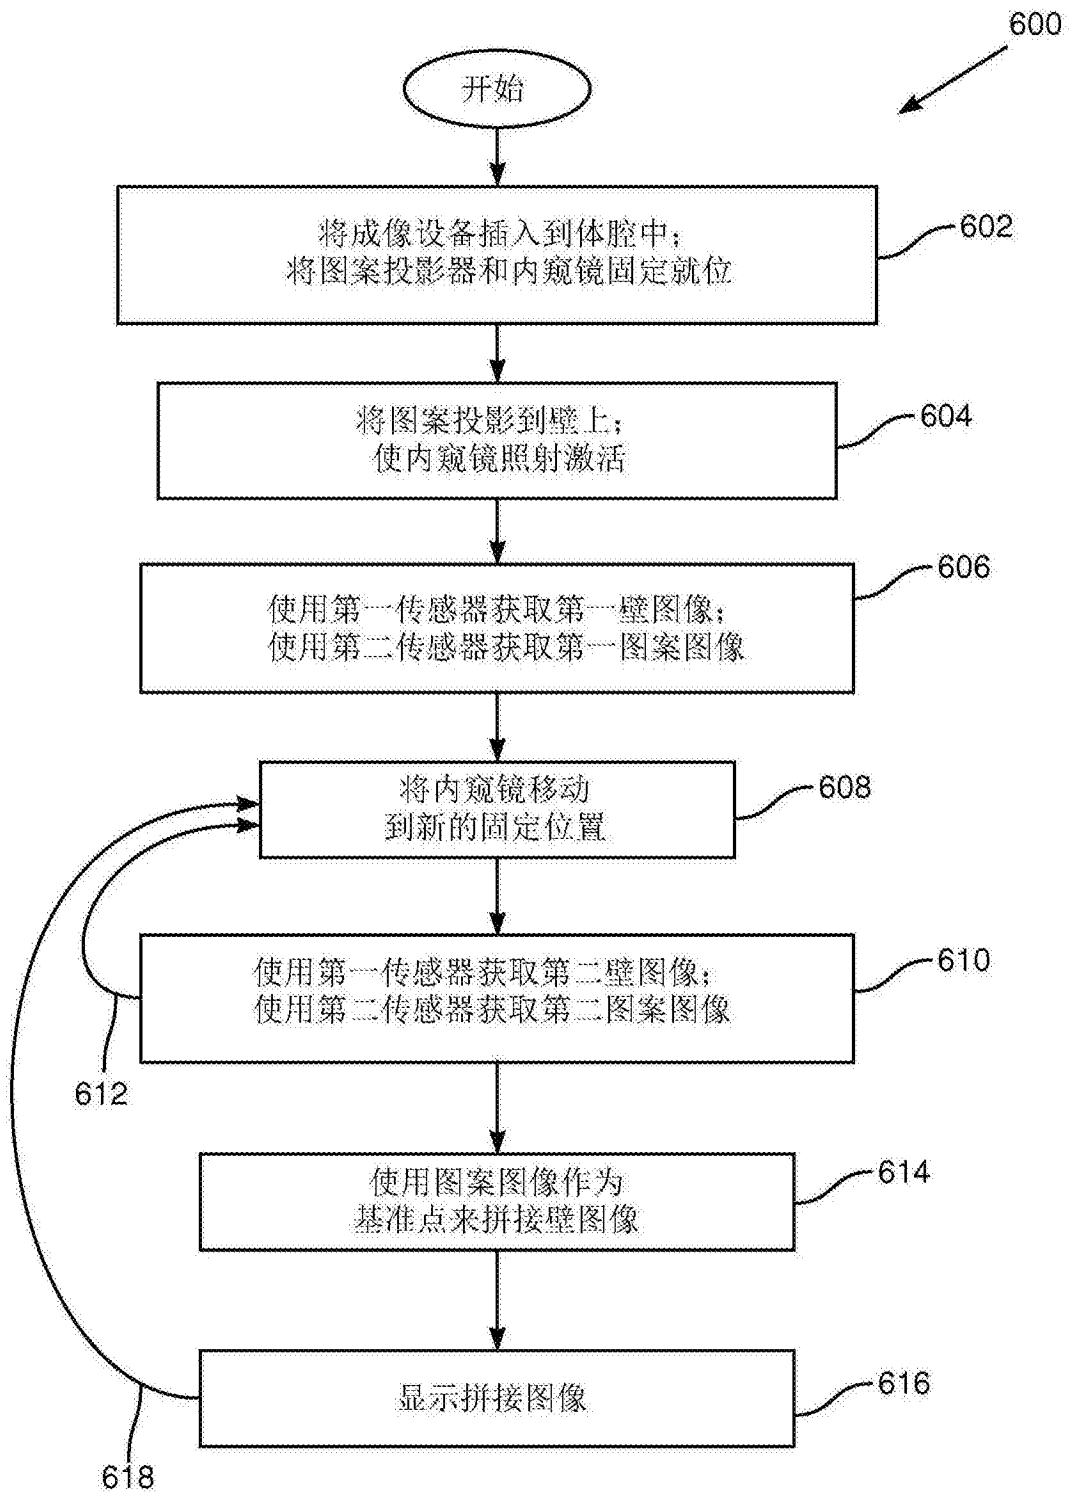 600
开始
将成像设备插入到体腔中；
将图案投影器和内窥镜固定就位
602
将图案投影到壁上；
使内窥镜照射激活
604
使用第一传感器获取第一壁图像；
使用第二传感器获取第一图案图像
606
将内窥镜移动
到新的固定位置
608
使用第一传感器获取第二壁图像；
使用第二传感器获取第二图案图像
610
612
使用图案图像作为
基准点来拼接壁图像
614
显示拼接图像
616
618